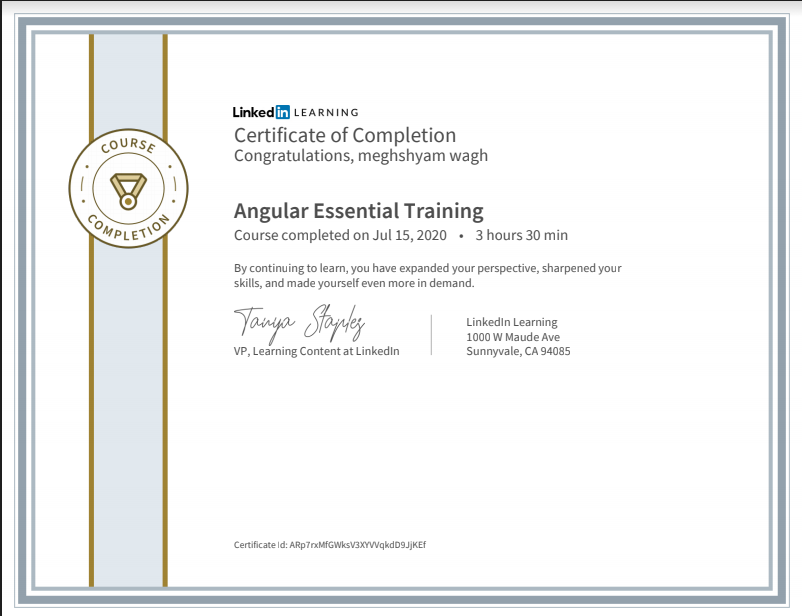 COURSE
COMPLETION
Linked in LEARNING
Certificate of Completion
Congratulations, meghshyam wagh
Angular Essential Training
Course completed on Jul 15, 2020 • 3 hours 30 min
By continuing to learn, you have expanded your perspective, sharpened your
skills, and made yourself even more in demand.
Tanya Staples
VP, Learning Content at LinkedIn
LinkedIn Learning
1000 W Maude Ave
Sunnyvale, CA 94085
Certificate Id: ARp7rxMfGWksV3XYVVqkdD9JjKEf